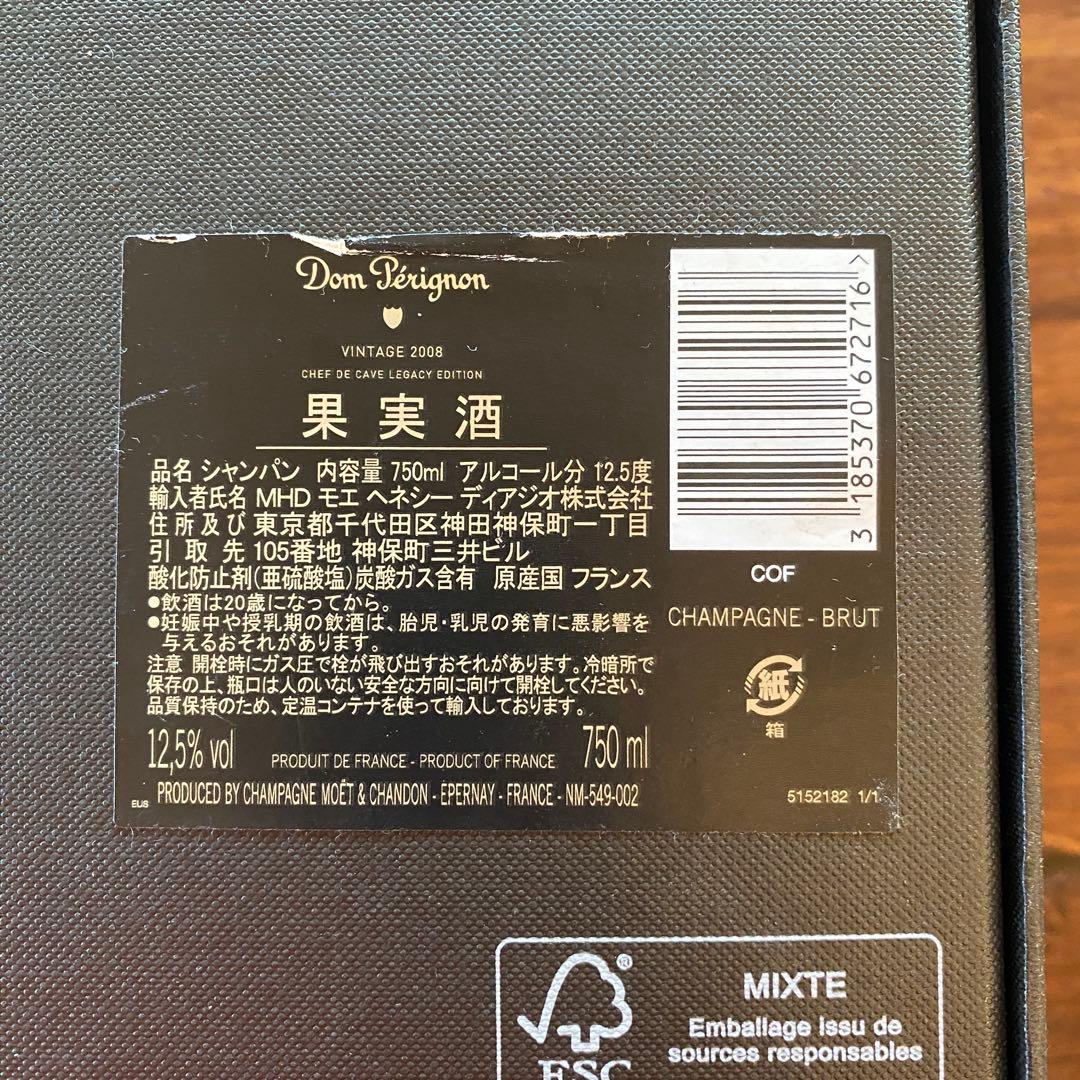 Dom Pérignon
VINTAGE 2008
CHEF DE CAVE LEGACY EDITION
果実酒
品名 シャンパン 内容量 750ml アルコール分 12.5度
輸入者氏名 MHD モエ ヘネシー ディアジオ株式会社
住所及び 東京都千代田区神田神保町一丁目
引取先 105番地 神保町三井ビル
酸化防止剤(亜硫酸塩)炭酸ガス含有 原産国 フランス
●飲酒は20歳になってから。
●妊娠中や授乳期の飲酒は、胎児・乳児の発育に悪影響を
与えるおそれがあります。
注意 開栓時にガス圧で栓が飛び出すおそれがあります。冷暗所で
保存の上、瓶口は人のいない安全な方向に向けて開栓してください。
品質保持のため、定温コンテナを使って輸入しております。
12,5% vol PRODUIT DE FRANCE - PRODUCT OF FRANCE 750 ml
EUS PRODUCED BY CHAMPAGNE MOËT & CHANDON - ÉPERNAY - FRANCE - NM-549-002
3 185370 672716 >
COF
CHAMPAGNE - BRUT
紙
箱
5152182 1/1
FSC
®
MIXTE
Emballage issu de
sources responsables